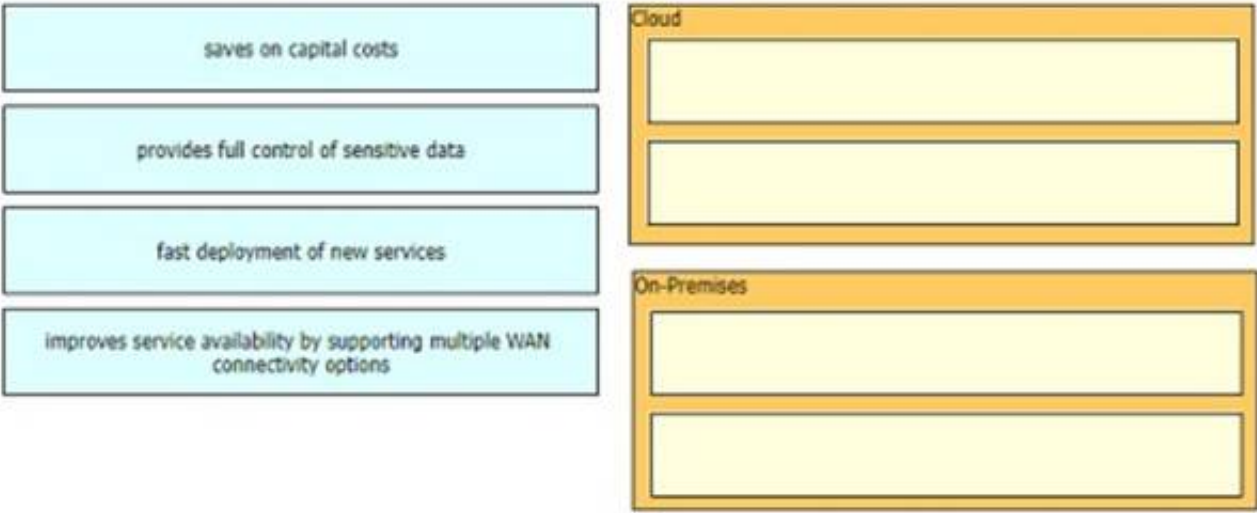 saves on capital costs
provides full control of sensitive data
fast deployment of new services
improves service availability by supporting multiple WAN
connectivity options
Cloud
On-Premises